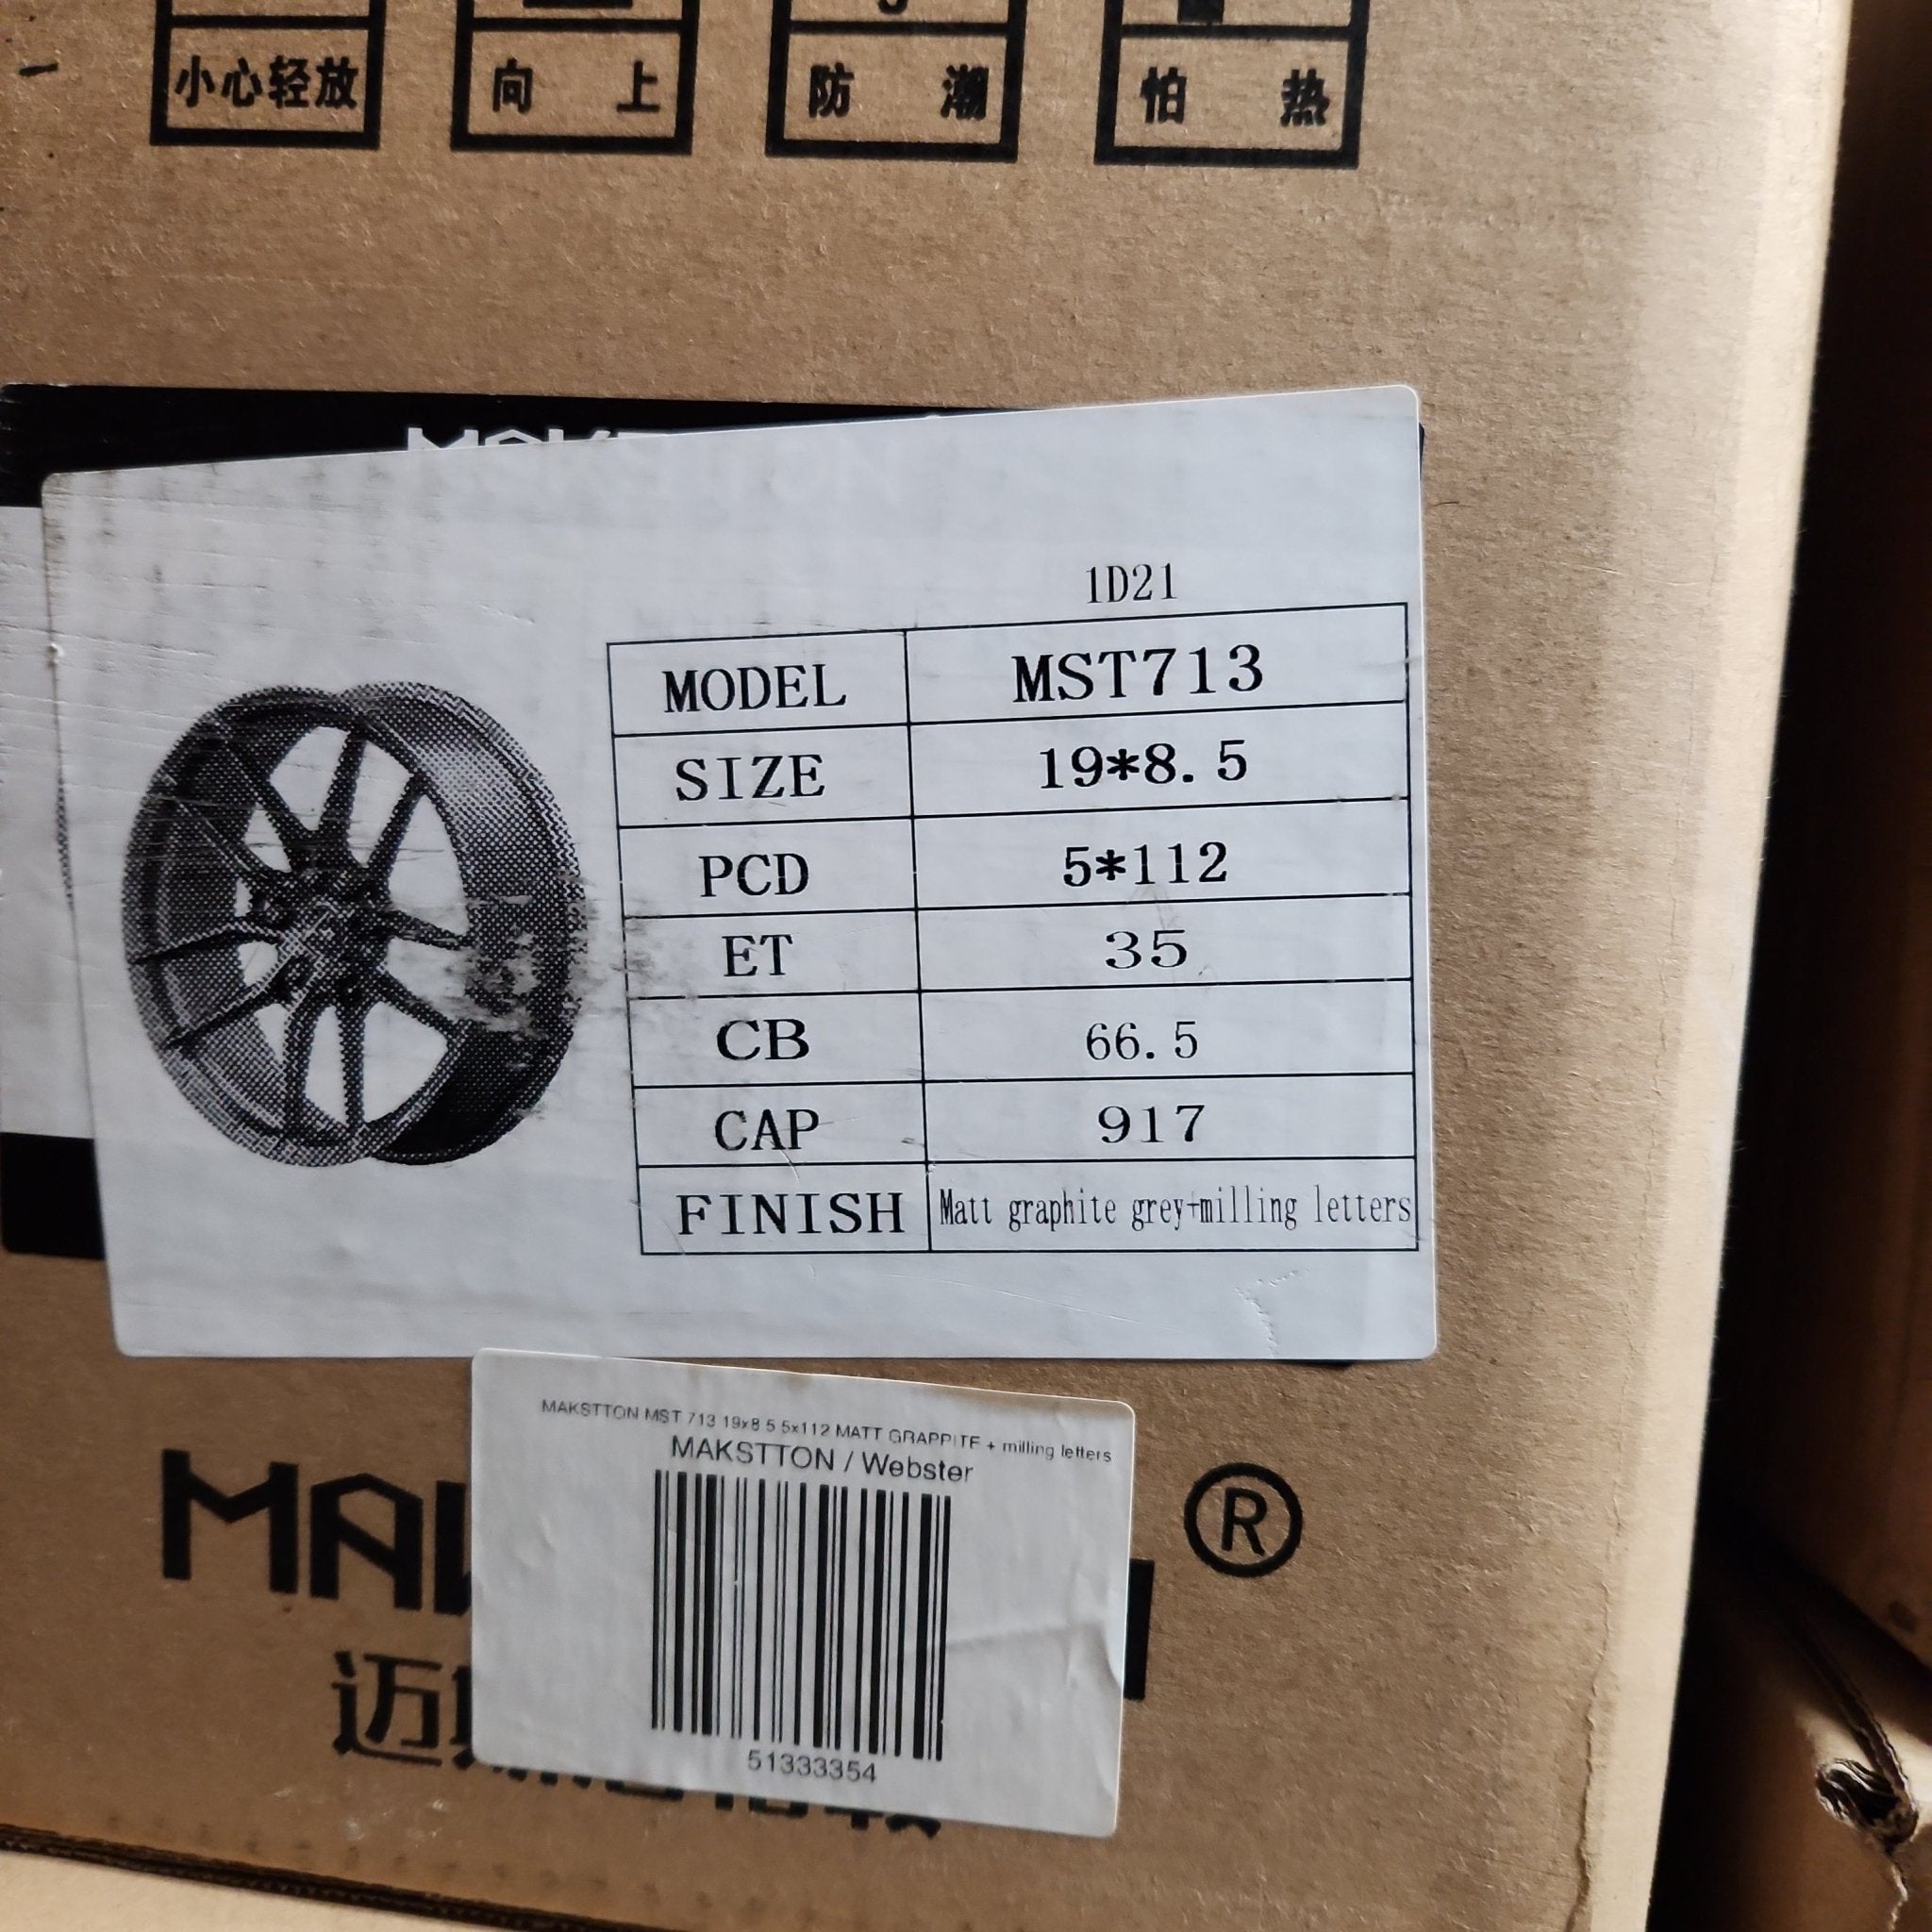 小心轻放
向上
防潮
怕热
1D21
MODEL MST713
SIZE 19*8.5
PCD 5*112
ET 35
CB 66.5
CAP 917
FINISH Matt graphite grey+milling letters
MAKSTTON MST 713 19x8.5 5x112 MATT GRAPPITE + milling letters
MAKSTTON / Webster
®
51333354
迈